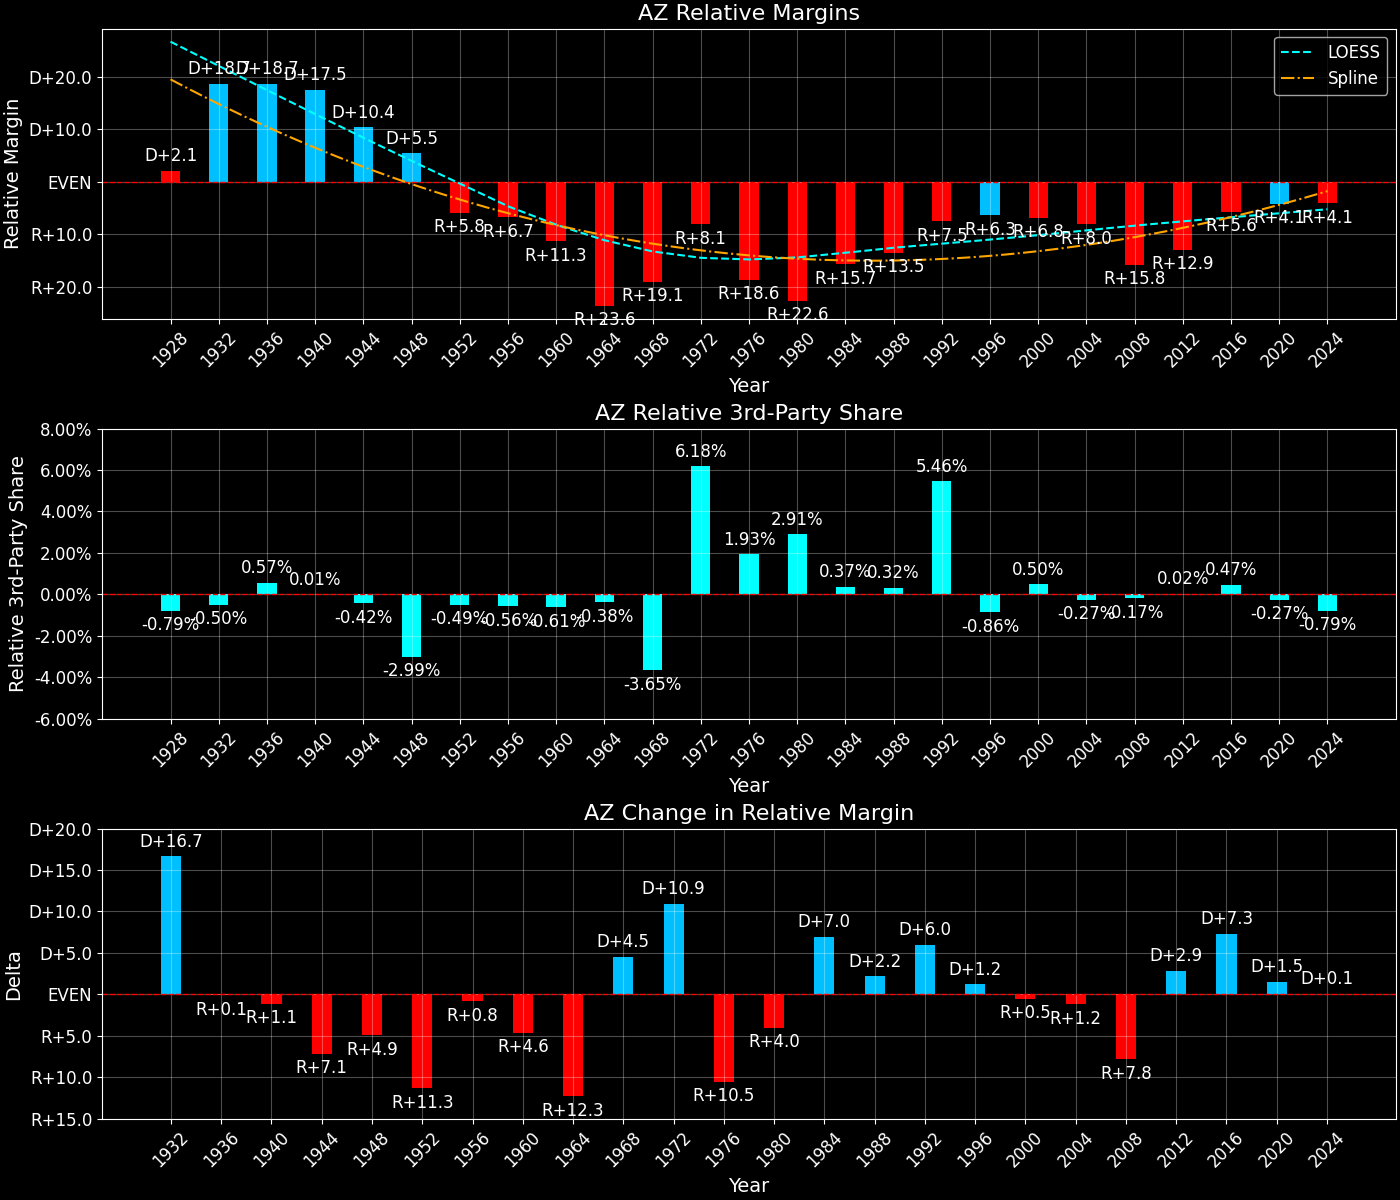 AZ Relative Margins
Relative Margin
D+20.0
D+10.0
EVEN
R+10.0
R+20.0
LOESS
Spline
D+2.1
D+18.7
D+18.7
D+17.5
D+10.4
D+5.5
R+5.8
R+6.7
R+11.3
R+23.6
R+19.1
R+8.1
R+18.6
R+22.6
R+15.7
R+13.5
R+7.5
R+6.3
R+6.8
R+8.0
R+15.8
R+12.9
R+5.6
R+4.1
R+4.1
1928 1932 1936 1940 1944 1948 1952 1956 1960 1964 1968 1972 1976 1980 1984 1988 1992 1996 2000 2004 2008 2012 2016 2020 2024
Year
AZ Relative 3rd-Party Share
Relative 3rd-Party Share
8.00%
6.00%
4.00%
2.00%
0.00%
-2.00%
-4.00%
-6.00%
-0.79%
-0.50%
0.57%
0.01%
-0.42%
-2.99%
-0.49%
-0.56%
-0.61%
-0.38%
-3.65%
6.18%
1.93%
2.91%
0.37%
0.32%
5.46%
-0.86%
0.50%
-0.27%
-0.17%
0.02%
0.47%
-0.27%
-0.79%
1928 1932 1936 1940 1944 1948 1952 1956 1960 1964 1968 1972 1976 1980 1984 1988 1992 1996 2000 2004 2008 2012 2016 2020 2024
Year
AZ Change in Relative Margin
Delta
D+20.0
D+15.0
D+10.0
D+5.0
EVEN
R+5.0
R+10.0
R+15.0
D+16.7
R+0.1
R+1.1
R+7.1
R+4.9
R+11.3
R+0.8
R+4.6
R+12.3
D+4.5
D+10.9
R+10.5
R+4.0
D+7.0
D+2.2
D+6.0
D+1.2
R+0.5
R+1.2
R+7.8
D+2.9
D+7.3
D+1.5
D+0.1
1932 1936 1940 1944 1948 1952 1956 1960 1964 1968 1972 1976 1980 1984 1988 1992 1996 2000 2004 2008 2012 2016 2020 2024
Year